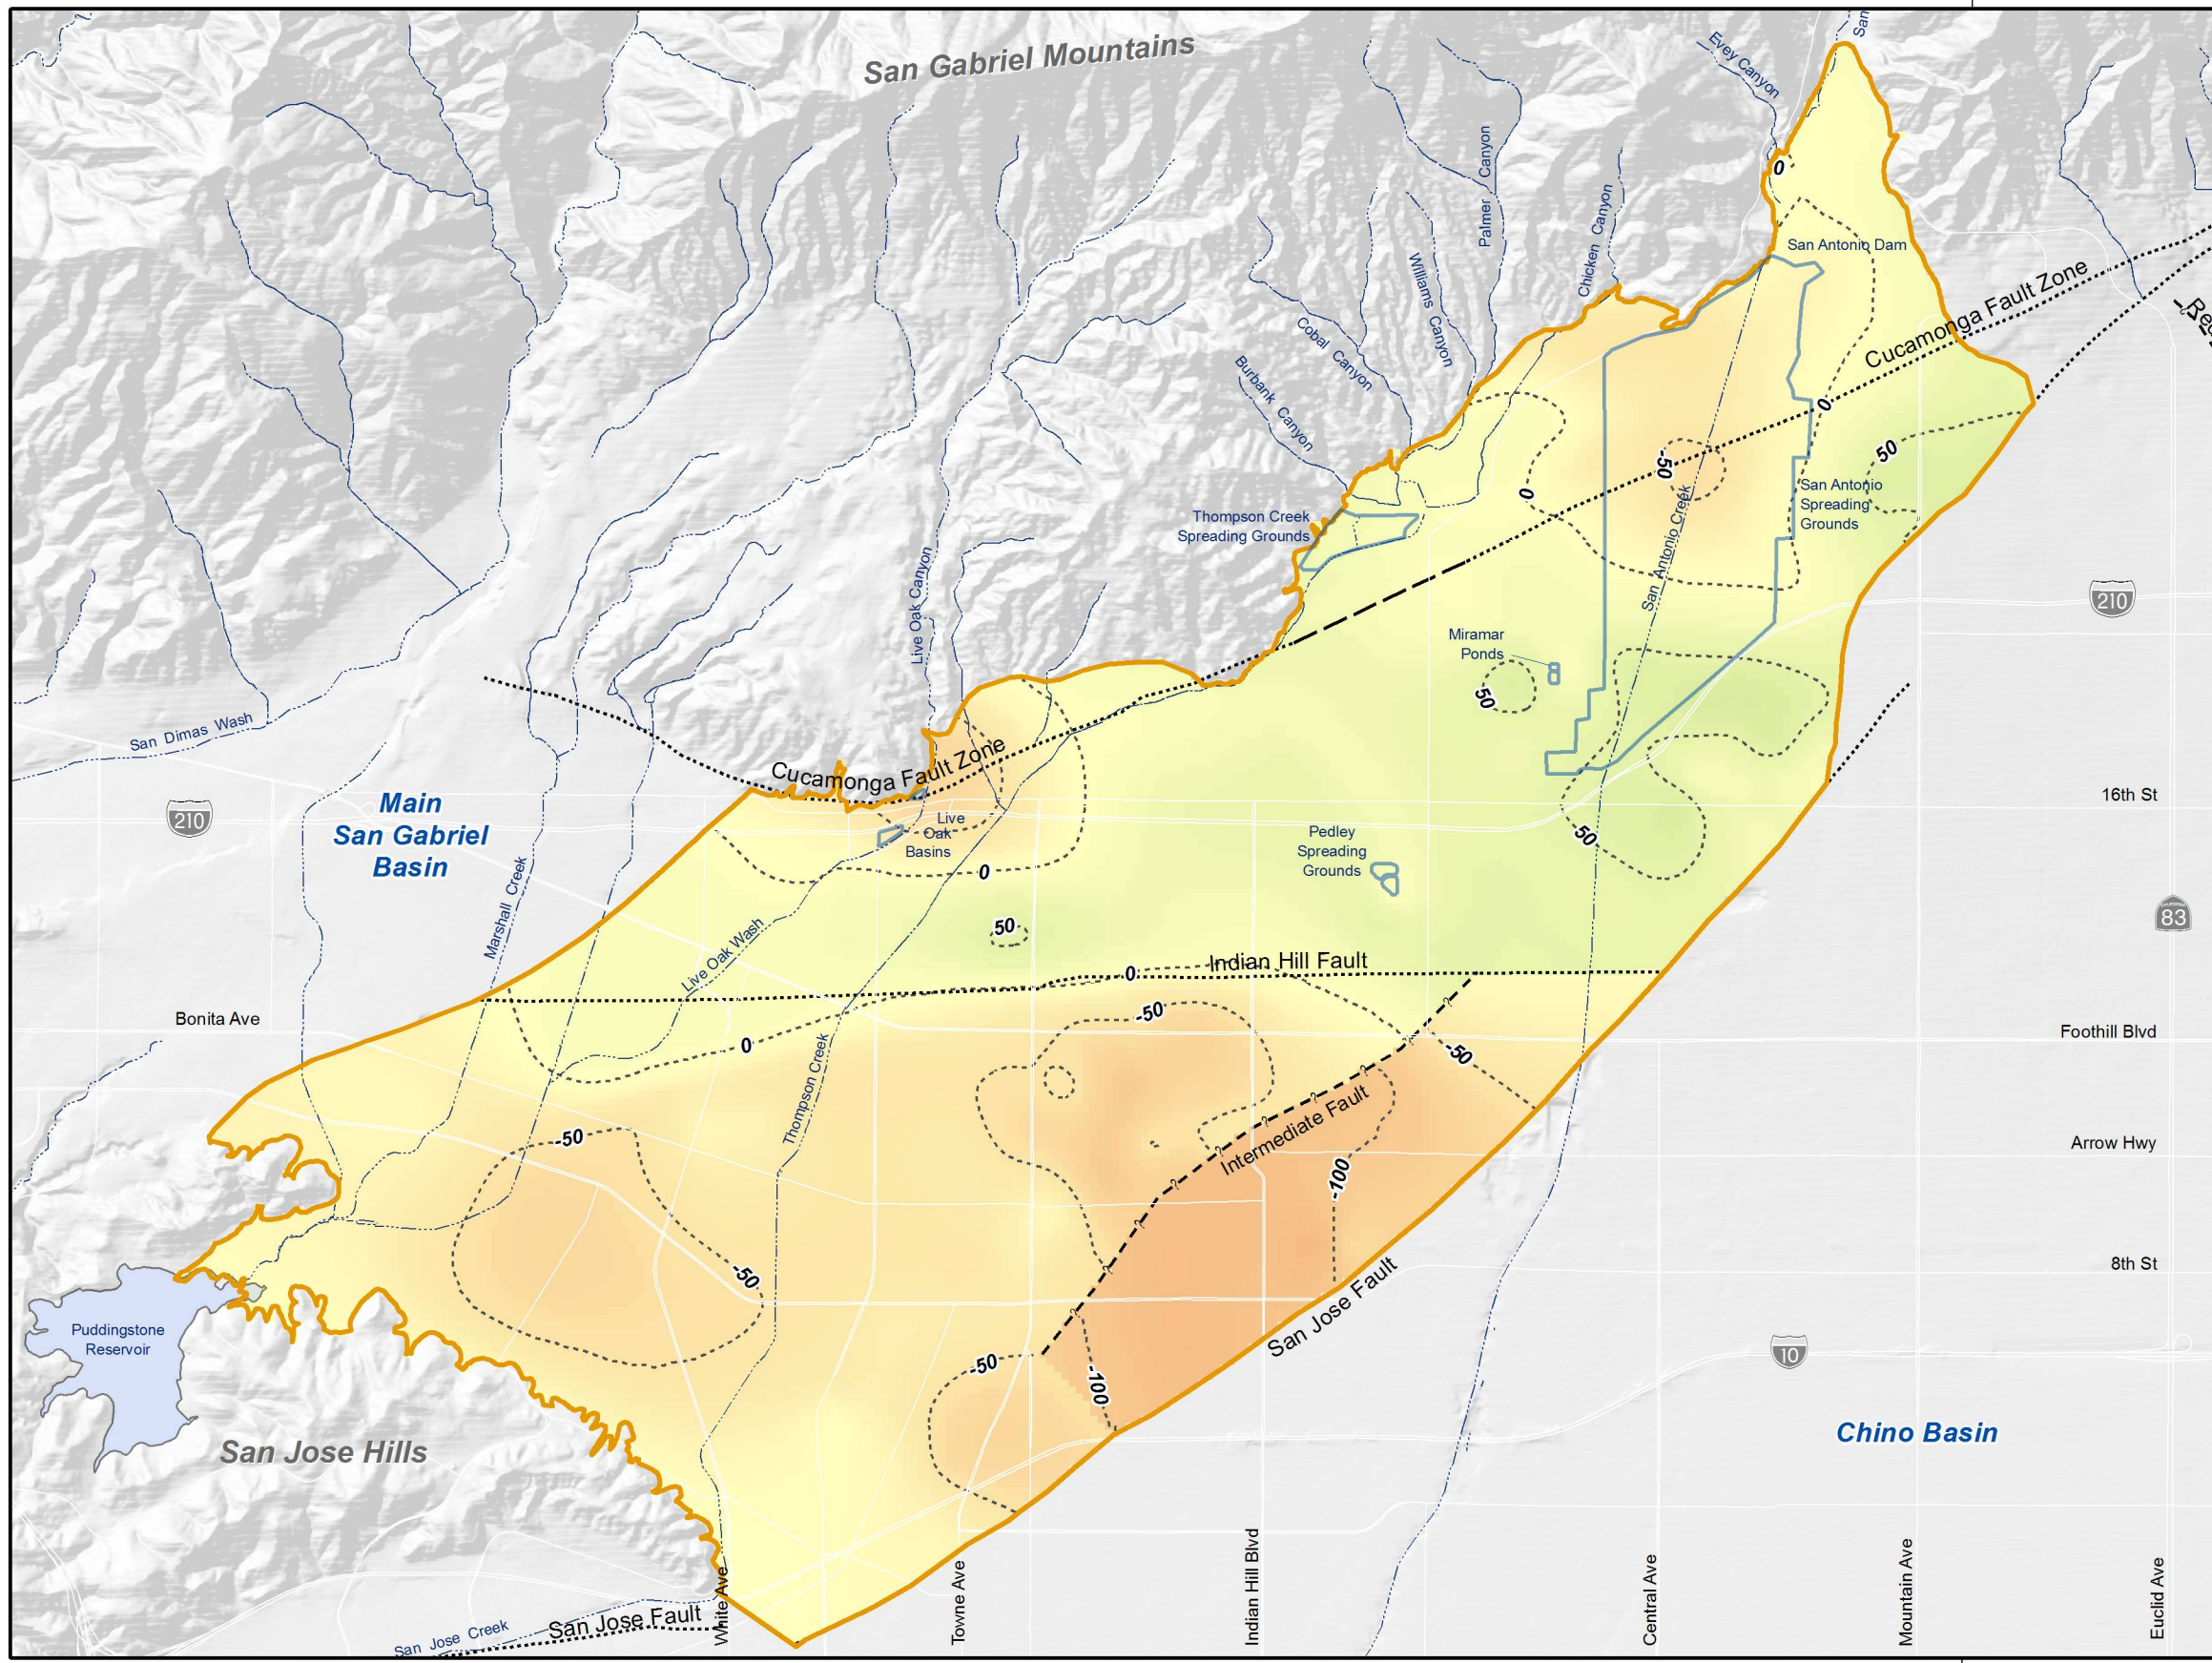 San Gabriel Mountains
Evey Canyon
San
Palmer Canyon
Chicken Canyon
Williams Canyon
Cobal Canyon
Burbank Canyon
0
San Antonio Dam
Cucamonga Fault Zone
0
-50
50
0
San Antonio
Spreading
Grounds
San Antonio Creek
Thompson Creek
Spreading Grounds
Live Oak Canyon
210
Miramar
Ponds
50
San Dimas Wash
Cucamonga Fault Zone
210
Main
San Gabriel
Basin
Live
Oak
Basins
0
Pedley
Spreading
Grounds
50
16th St
83
Marshall Creek
Live Oak Wash
50
Indian Hill Fault
0
Bonita Ave
-50
0
-50
Foothill Blvd
Thompson Creek
Intermediate Fault
Arrow Hwy
-50
-100
8th St
-50
San Jose Fault
Puddingstone
Reservoir
-50
-100
10
San Jose Hills
Chino Basin
San Jose Creek
San Jose Fault
White Ave
Towne Ave
Indian Hill Blvd
Central Ave
Mountain Ave
Euclid Ave